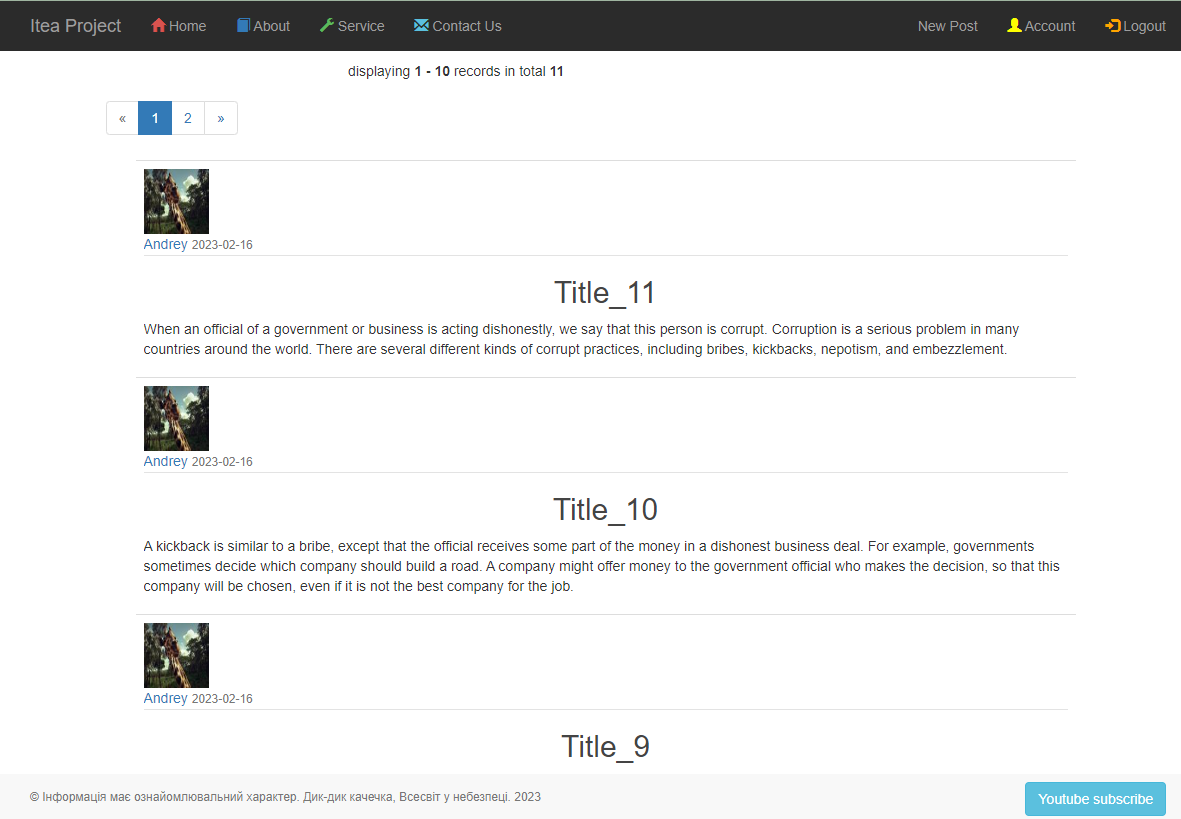 Itea Project Home About Service Contact Us New Post Account Logout
displaying 1 - 10 records in total 11
« 1 2 »
Andrey 2023-02-16
Title_11
When an official of a government or business is acting dishonestly, we say that this person is corrupt. Corruption is a serious problem in many
countries around the world. There are several different kinds of corrupt practices, including bribes, kickbacks, nepotism, and embezzlement.
Andrey 2023-02-16
Title_10
A kickback is similar to a bribe, except that the official receives some part of the money in a dishonest business deal. For example, governments
sometimes decide which company should build a road. A company might offer money to the government official who makes the decision, so that this
company will be chosen, even if it is not the best company for the job.
Andrey 2023-02-16
Title_9
© Інформація має ознайомлювальний характер. Дик-дик качечка, Всесвіт у небезпеці. 2023
Youtube subscribe